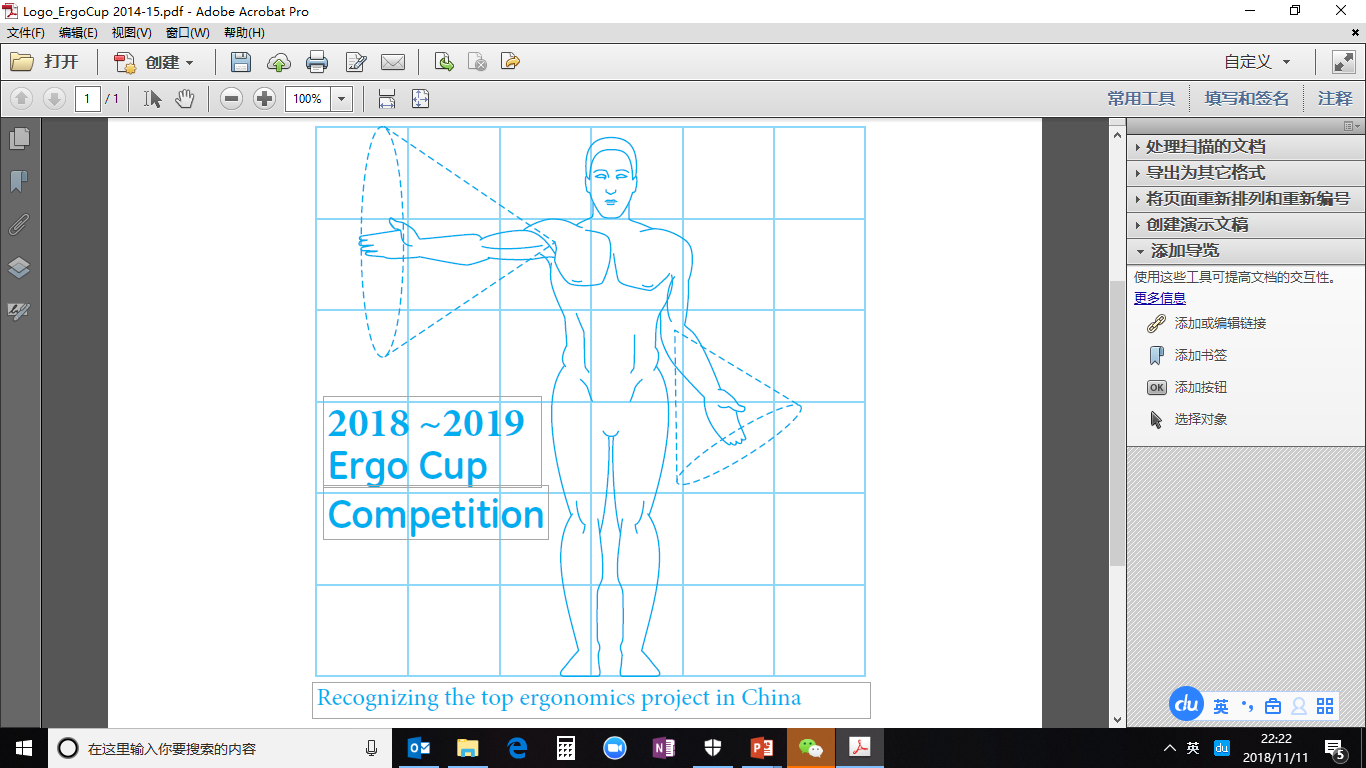 Logo_ErgoCup 2014-15.pdf - Adobe Acrobat Pro
文件(F) 编辑(E) 视图(V) 窗口(W) 帮助(H)
打开 创建 自定义
1 / 1 100% 常用工具 填写和签名 注释
处理扫描的文档
导出为其它格式
将页面重新排列和重新编号
创建演示文稿
添加导览
使用这些工具可提高文档的交互性。
更多信息
添加或编辑链接
添加书签
OK 添加按钮
选择对象
2018 ~2019
Ergo Cup
Competition
Recognizing the top ergonomics project in China
du 英
在这里输入你要搜索的内容
英 du 22:22
2018/11/11 5